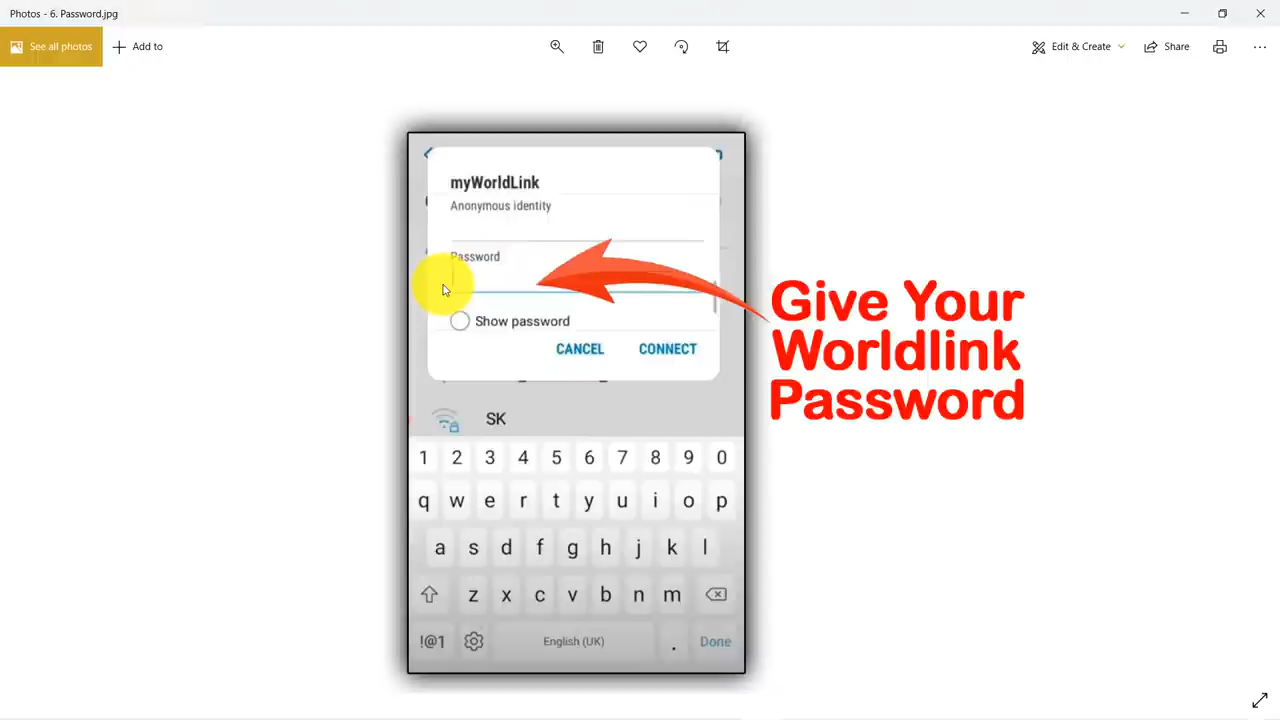 Photos - 6. Password.jpg
See all photos
Add to
Edit & Create
Share
myWorldLink
Anonymous identity
Password
Show password
CANCEL CONNECT
Give Your
Worldlink
Password
SK
1 2 3 4 5 6 7 8 9 0
q w e r t y u i o p
a s d f g h j k l
z x c v b n m
!@1 English (UK) . Done